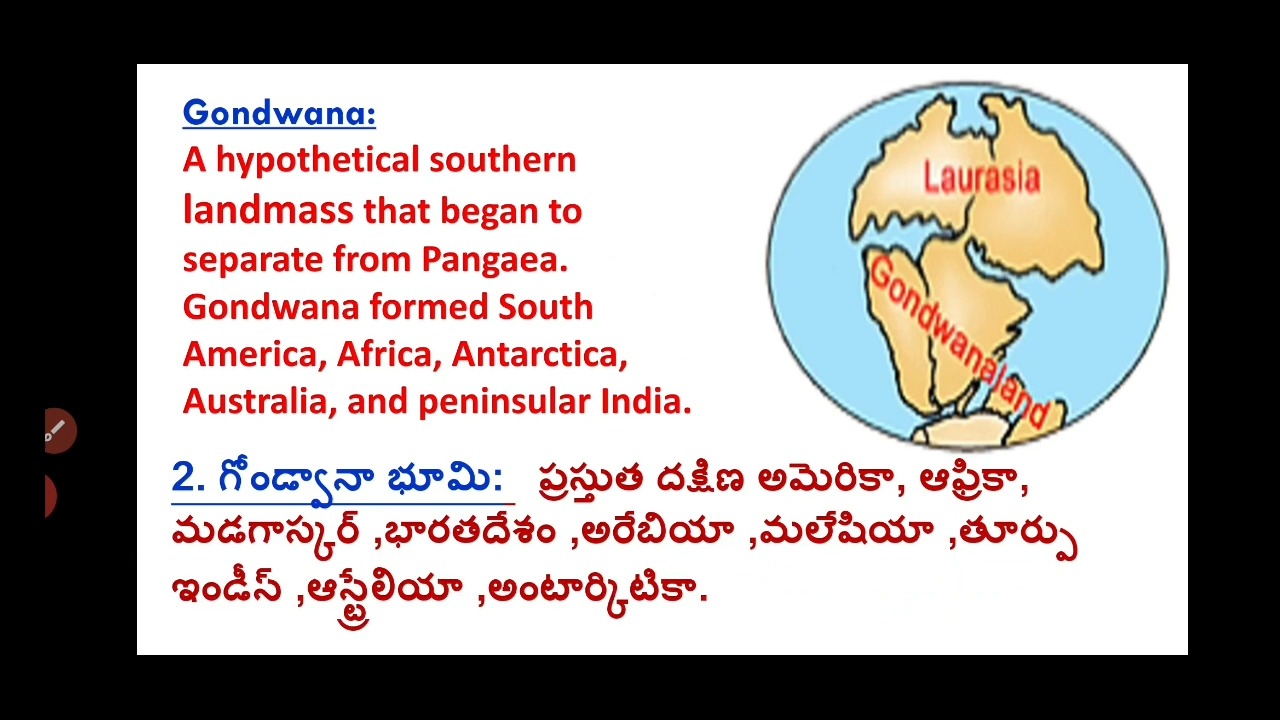 Gondwana:
A hypothetical southern
landmass that began to
separate from Pangaea.
Gondwana formed South
America, Africa, Antarctica,
Australia, and peninsular India.
Laurasia
Gondwanaland
2. గోండ్వానా భూమి: ప్రస్తుత దక్షిణ అమెరికా, ఆఫ్రికా,
మడగాస్కర్ ,భారతదేశం ,అరేబియా ,మలేషియా ,తూర్పు
ఇండీస్ ,ఆస్ట్రేలియా ,అంటార్కిటికా.